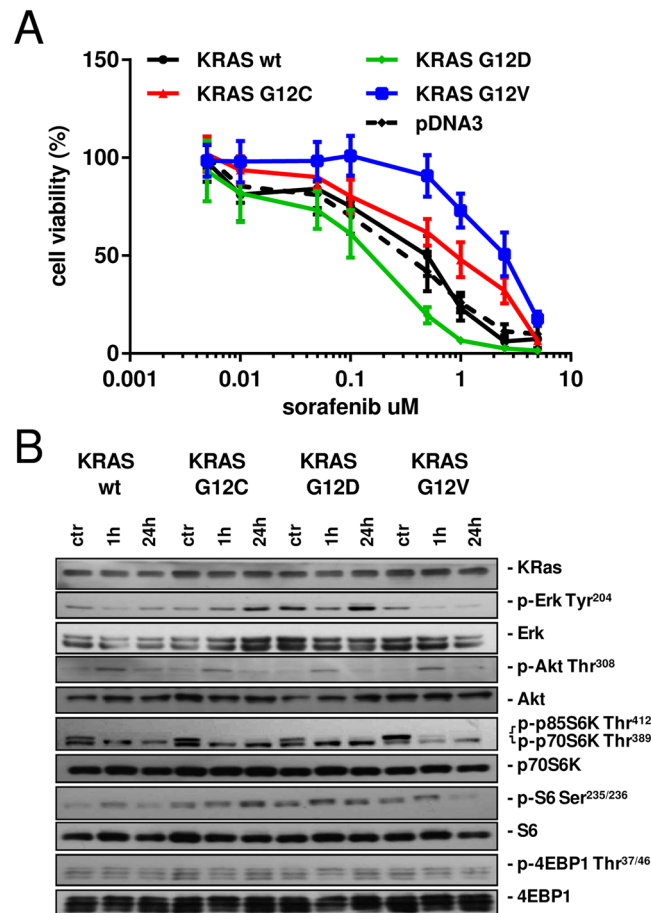 A
150
KRAS wt
KRAS G12D
KRAS G12C
KRAS G12V
pDNA3
100
50
0
cell viability (%)
0.001
0.01
0.1
1
10
sorafenib uM
B
KRAS wt
KRAS G12C
KRAS G12D
KRAS G12V
ctr 1h 24h ctr 1h 24h ctr 1h 24h ctr 1h 24h
- KRas
- p-Erk Tyr²⁰⁴
- Erk
- p-Akt Thr³⁰⁸
- Akt
p-p85S6K Thr⁴¹²
p-p70S6K Thr³⁸⁹
- p70S6K
- p-S6 Ser²³⁵/²³⁶
- S6
- p-4EBP1 Thr³⁷/⁴⁶
- 4EBP1